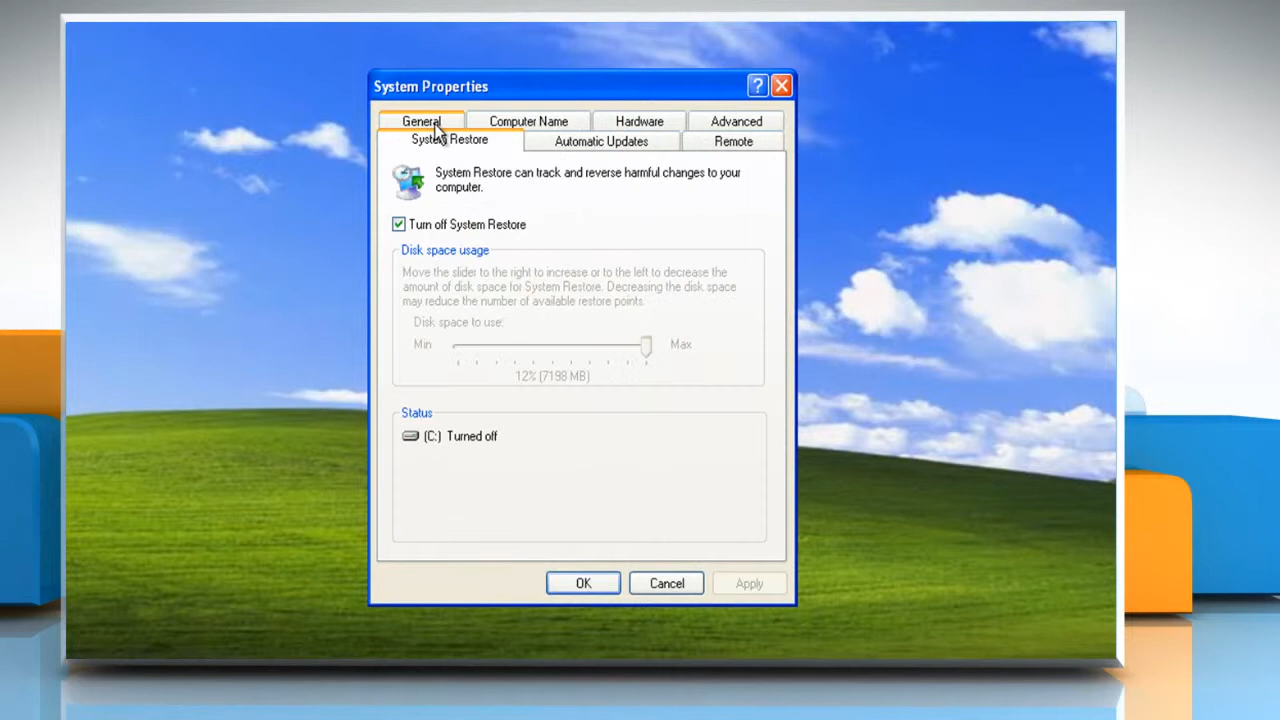 System Properties
General
Computer Name
Hardware
Advanced
System Restore
Automatic Updates
Remote
System Restore can track and reverse harmful changes to your
computer.
Turn off System Restore
Disk space usage
Move the slider to the right to increase or to the left to decrease the
amount of disk space for System Restore. Decreasing the disk space
may reduce the number of available restore points.
Disk space to use:
Min
Max
12% (7198 MB)
Status
(C:) Turned off
OK
Cancel
Apply